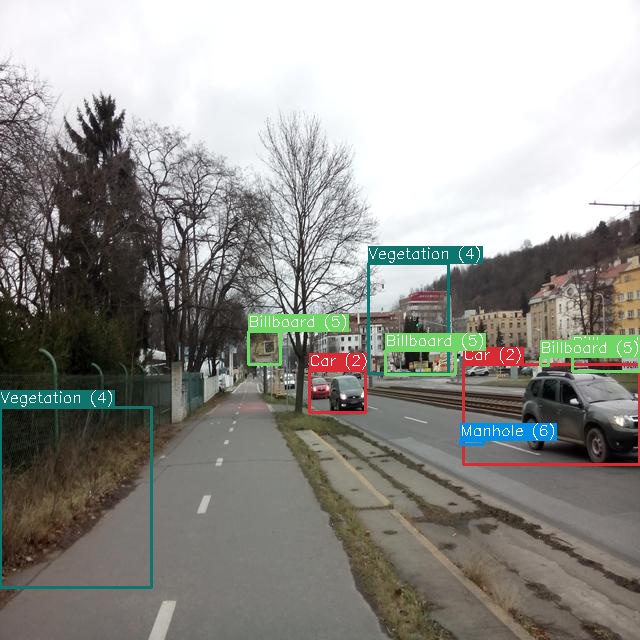 Vegetation (4)
Billboard (5)
Billboard (5)
Billboard (5)
Car (2)
Car (2)
Vegetation (4)
Manhole (6)